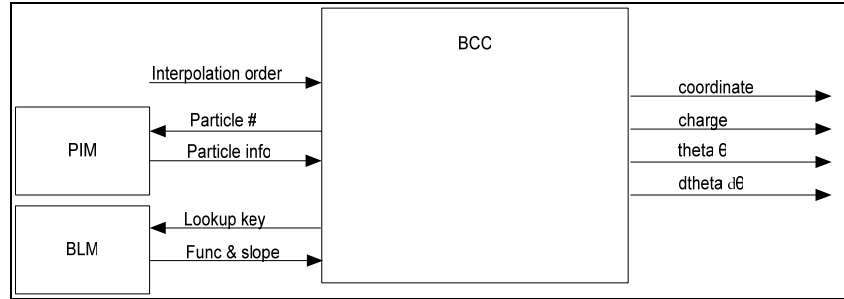 BCC
Interpolation order
coordinate
Particle #
charge
PIM
Particle info
theta θ
dtheta dθ
Lookup key
BLM
Func & slope